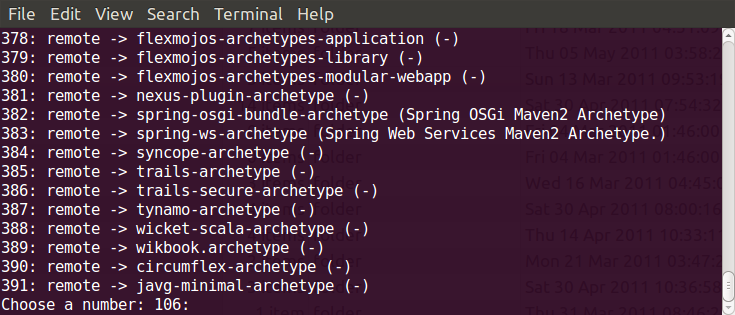 File Edit View Search Terminal Help
378: remote -> flexmojos-archetypes-application (-)
379: remote -> flexmojos-archetypes-library (-)
380: remote -> flexmojos-archetypes-modular-webapp (-)
381: remote -> nexus-plugin-archetype (-)
382: remote -> spring-osgi-bundle-archetype (Spring OSGi Maven2 Archetype)
383: remote -> spring-ws-archetype (Spring Web Services Maven2 Archetype.)
384: remote -> syncope-archetype (-)
385: remote -> trails-archetype (-)
386: remote -> trails-secure-archetype (-)
387: remote -> tynamo-archetype (-)
388: remote -> wicket-scala-archetype (-)
389: remote -> wikbook.archetype (-)
390: remote -> circumflex-archetype (-)
391: remote -> javg-minimal-archetype (-)
Choose a number: 106: